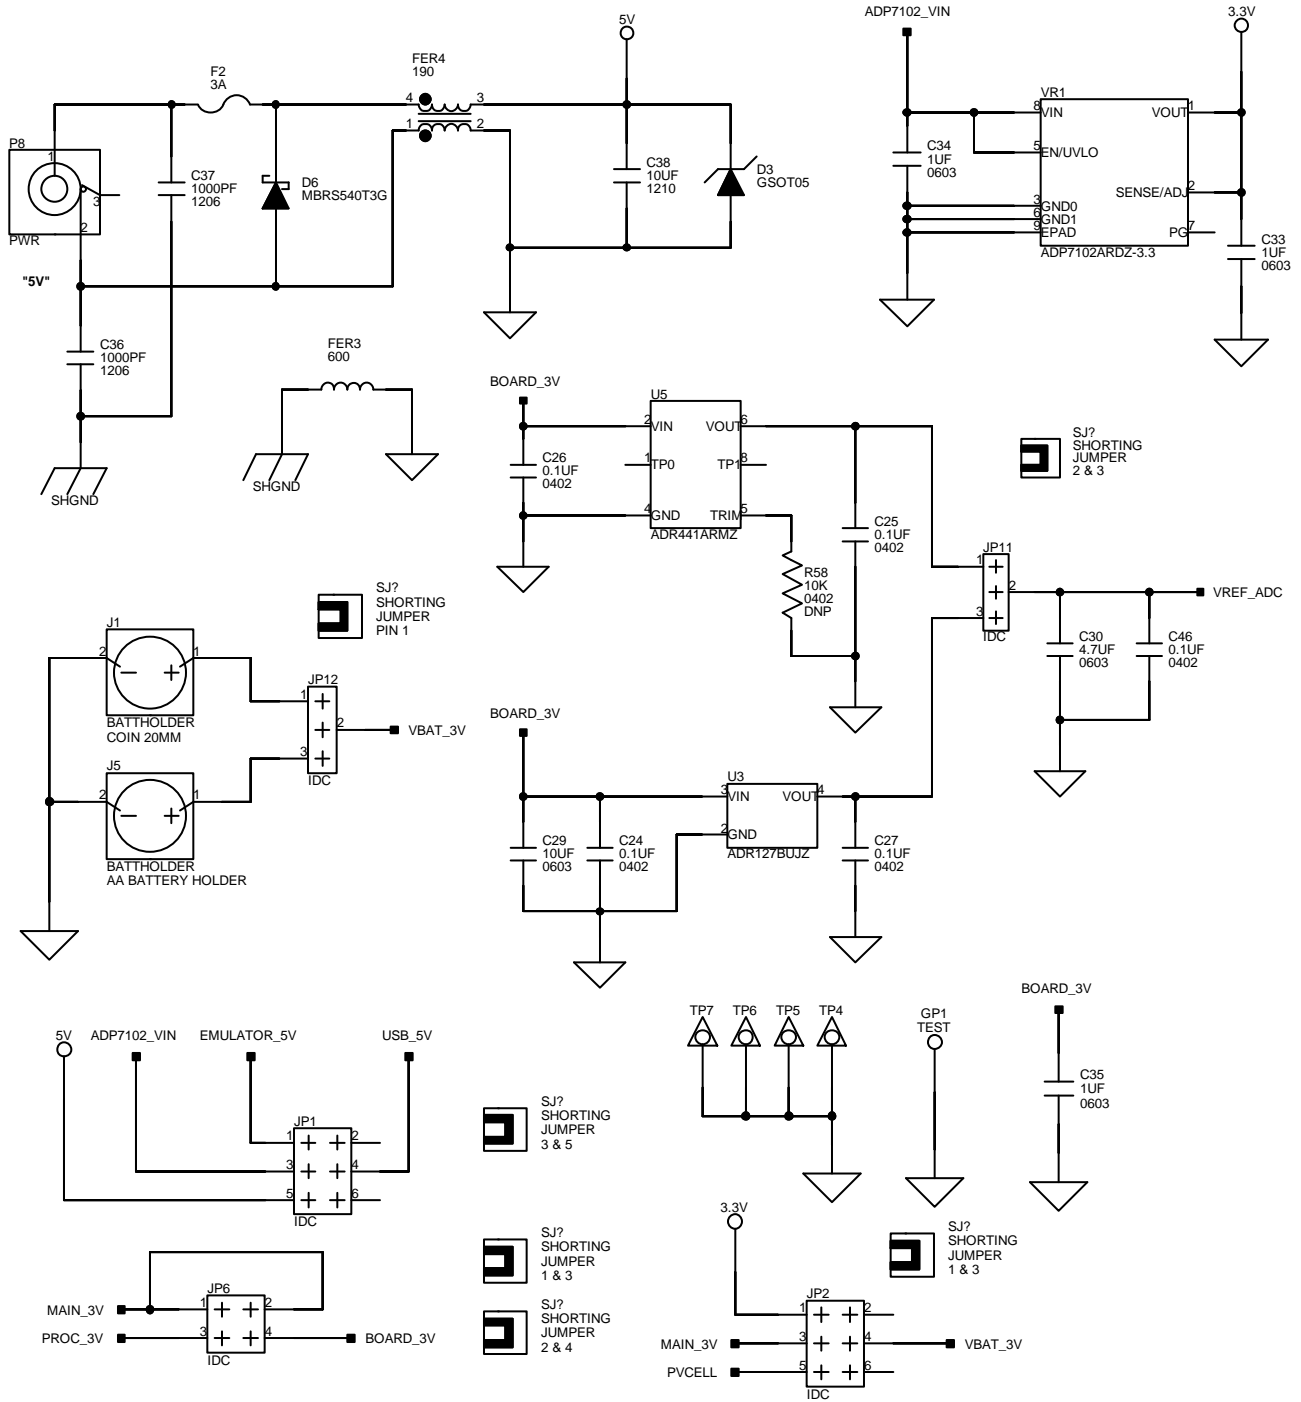 5V
ADP7102_VIN
3.3V
FER4
190
F2
3A
4
3
1
2
P8
1
3
2
PWR
"5V"
C37
1000PF
1206
D6
MBRS540T3G
C38
10UF
1210
D3
GSOT05
C36
1000PF
1206
SHGND
FER3
600
SHGND
VR1
8
VIN
VOUT
1
5
EN/UVLO
SENSE/ADJ
2
3
GND0
6
GND1
9
EPAD
PG
7
ADP7102ARDZ-3.3
C34
1UF
0603
C33
1UF
0603
BOARD_3V
U5
2
VIN
VOUT
6
1
TP0
TP1
8
4
GND
TRIM
5
ADR441ARMZ
C26
0.1UF
0402
R58
10K
0402
DNP
C25
0.1UF
0402
SJ?
SHORTING
JUMPER
2 & 3
JP11
1
2
3
IDC
VREF_ADC
C30
4.7UF
0603
C46
0.1UF
0402
SJ?
SHORTING
JUMPER
PIN 1
J1
2
1
BATTHOLDER
COIN 20MM
J5
2
1
BATTHOLDER
AA BATTERY HOLDER
JP12
1
2
3
IDC
VBAT_3V
BOARD_3V
U3
3
VIN
VOUT
4
2
GND
ADR127BUJZ
C29
10UF
0603
C24
0.1UF
0402
C27
0.1UF
0402
5V
ADP7102_VIN
EMULATOR_5V
USB_5V
JP1
1
2
3
4
5
6
IDC
SJ?
SHORTING
JUMPER
3 & 5
TP7
TP6
TP5
TP4
GP1
TEST
BOARD_3V
C35
1UF
0603
MAIN_3V
PROC_3V
JP6
1
2
3
4
IDC
BOARD_3V
SJ?
SHORTING
JUMPER
1 & 3
SJ?
SHORTING
JUMPER
2 & 4
3.3V
MAIN_3V
PVCELL
JP2
1
2
3
4
5
6
IDC
VBAT_3V
SJ?
SHORTING
JUMPER
1 & 3